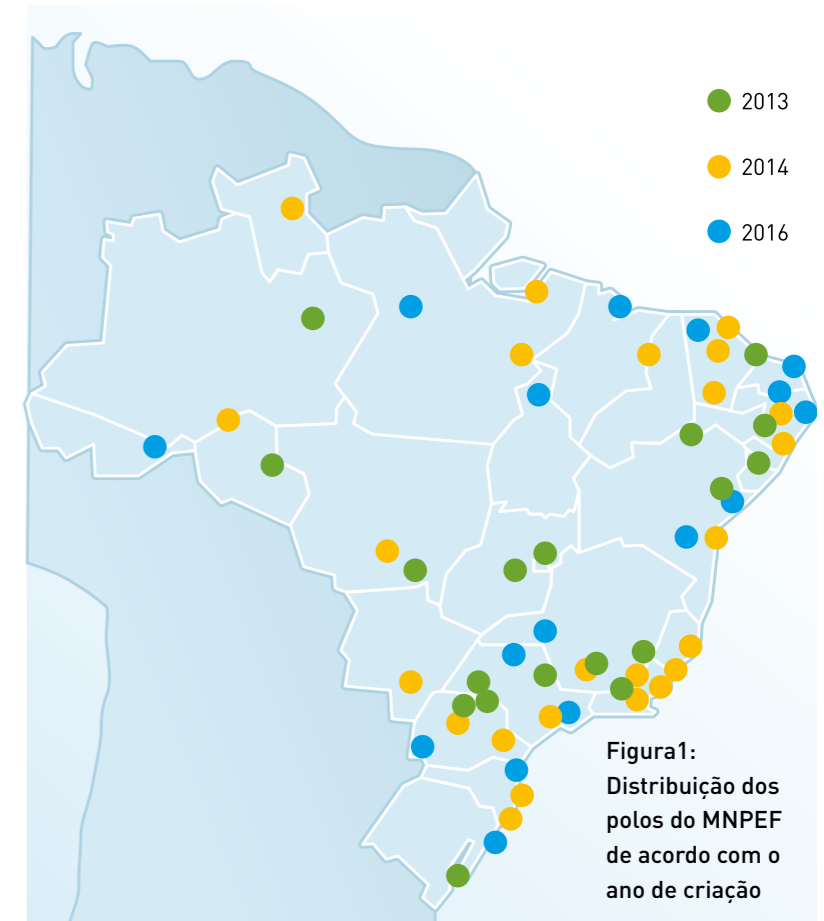 2013
2014
2016
Figura1:
Distribuição dos
polos do MNPEF
de acordo com o
ano de criação